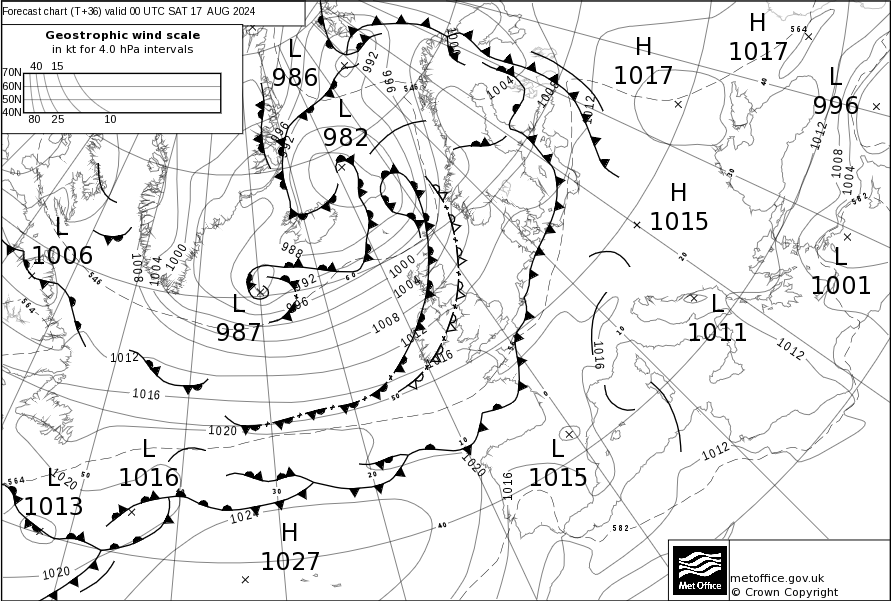 Forecast chart (T+36) valid 00 UTC SAT 17 AUG 2024
Geostrophic wind scale
in kt for 4.0 hPa intervals
40 15
70N
60N
50N
40N
80 25 10
L
986
L
982
H
1017
H
1017
L
996
H
1015
L
1001
L
1011
L
1006
L
987
L
1016
L
1013
H
1027
L
1015
564
1000
992
996
546
1004
1008
1012
40
1012
1008
1004
582
996
992
30
20
10
0
988
992
996
60
1000
1004
1008
1012
1016
50
1008
1004
1000
546
564
1012
1016
1020
1016
1012
1012
10
1020
1016
20
30
564
1020
50
1024
40
582
1020
metoffice.gov.uk
© Crown Copyright
Met Office